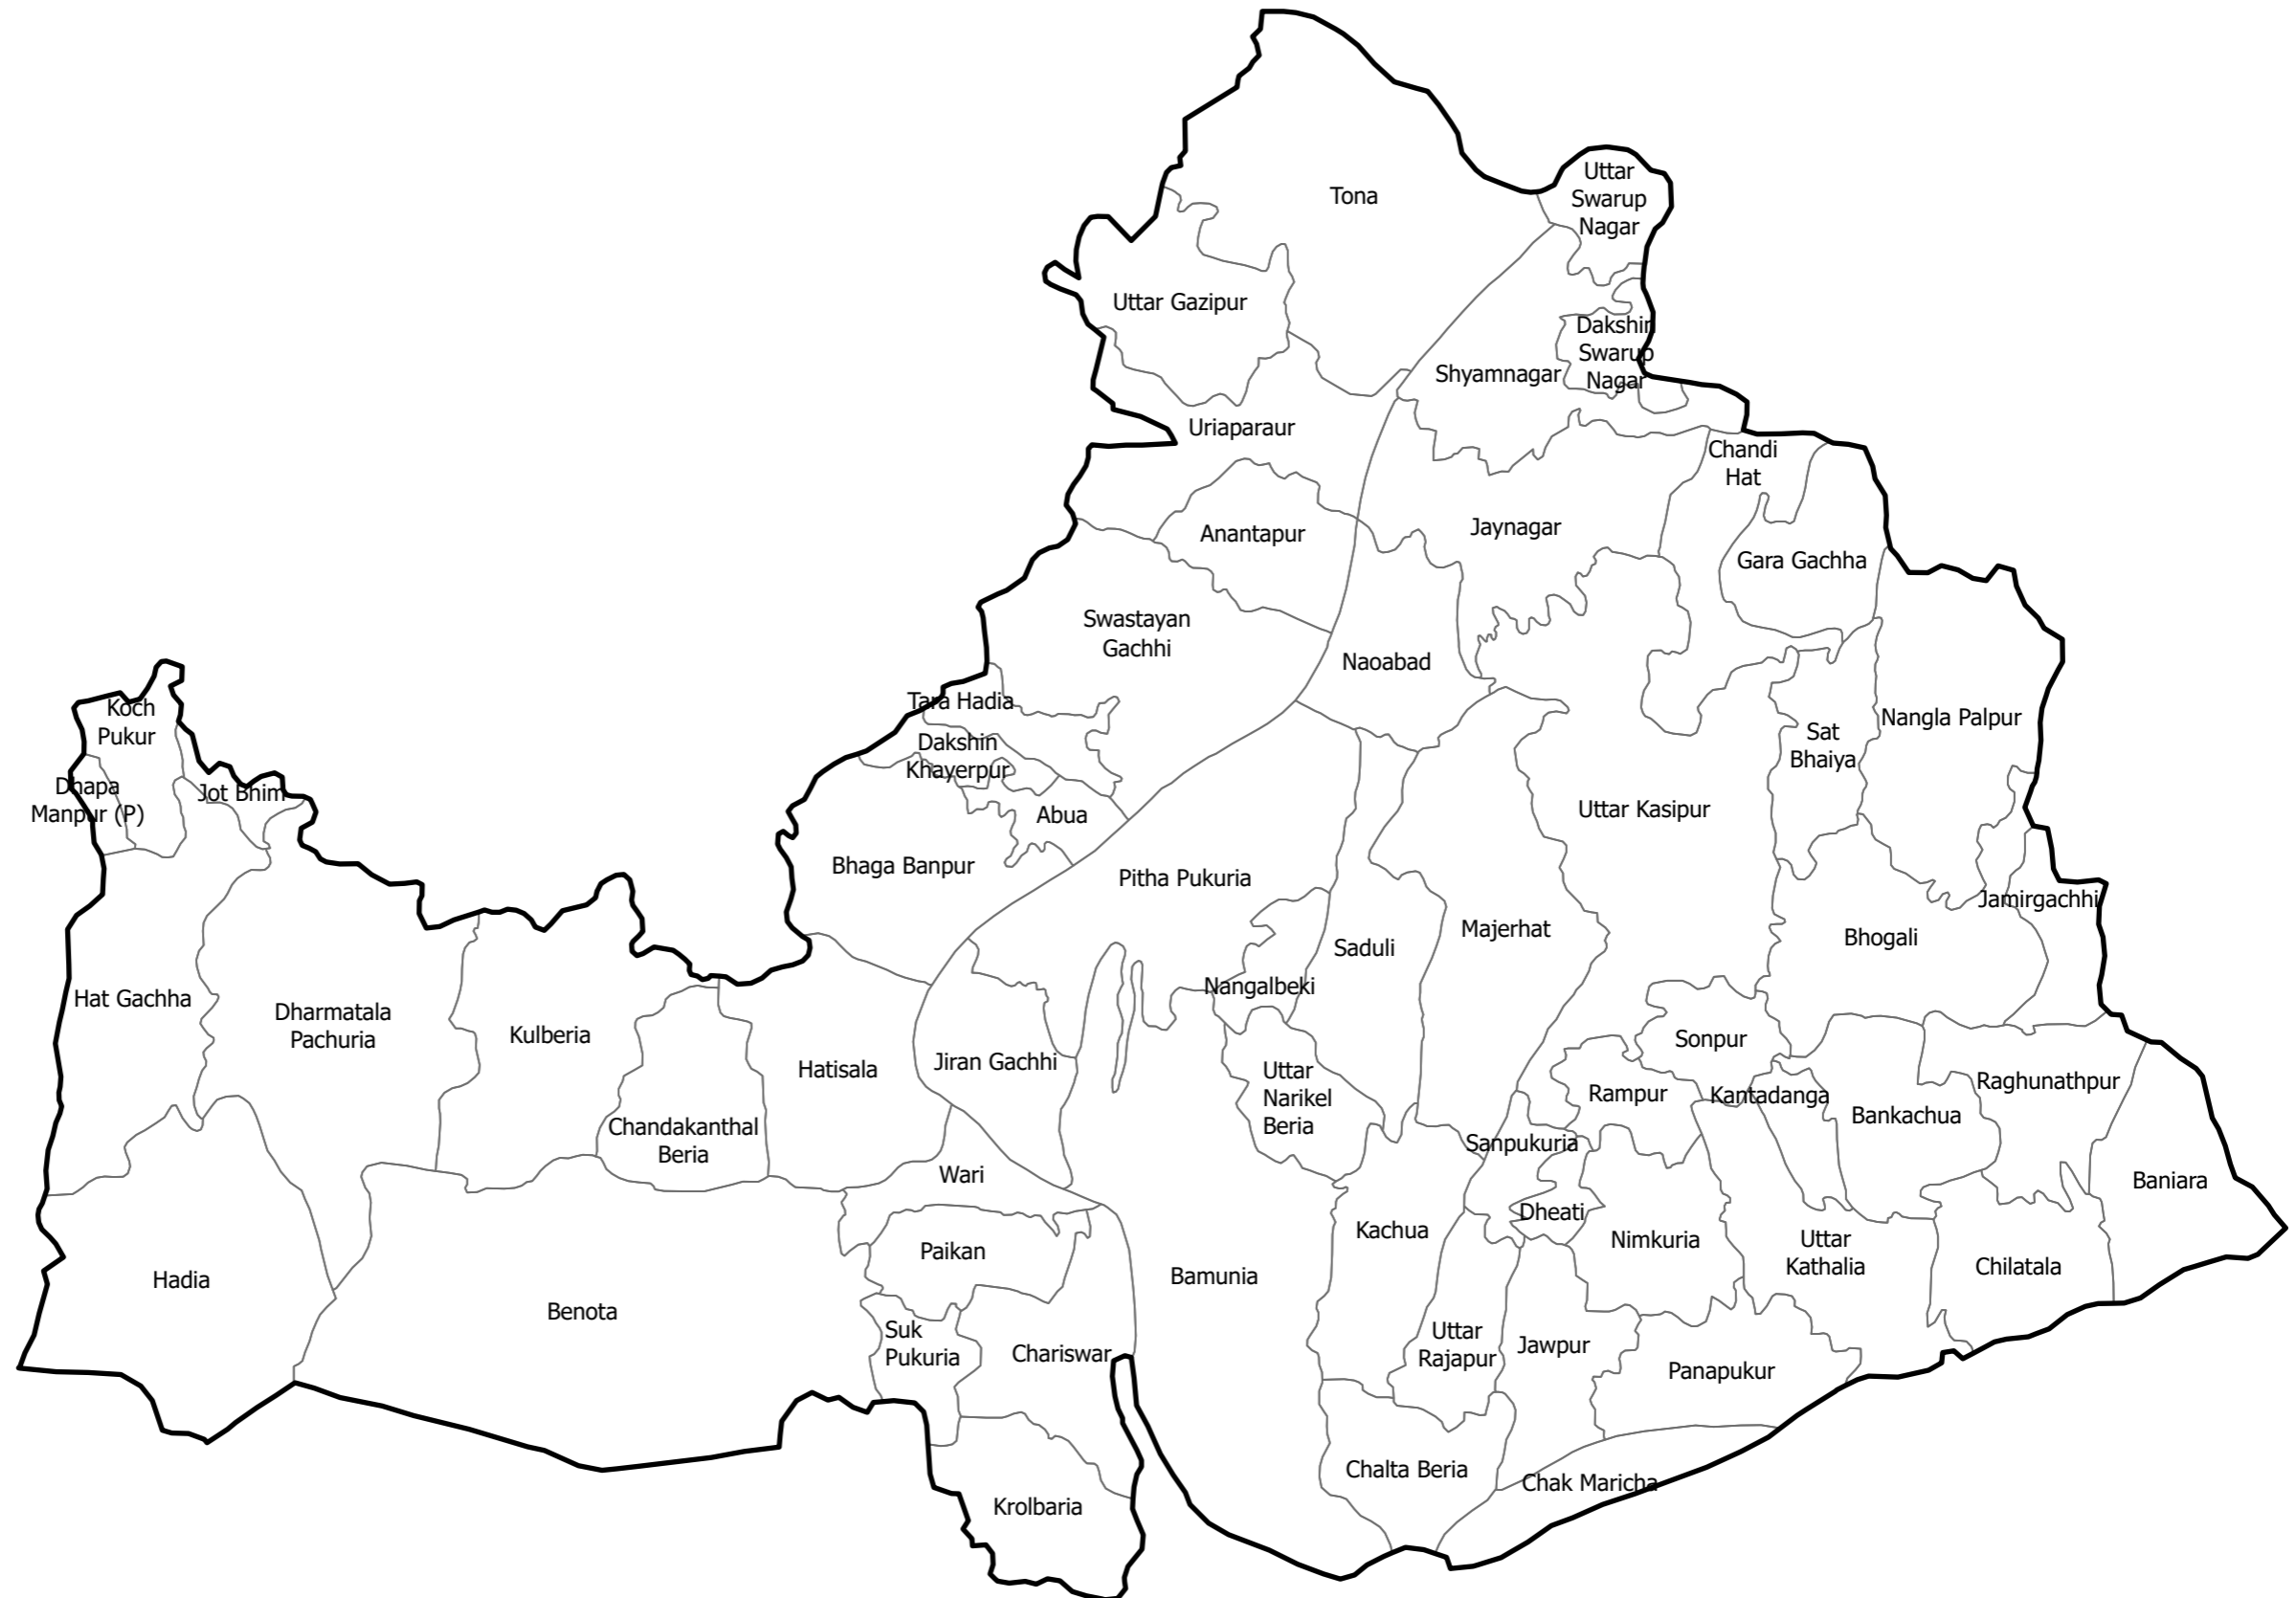 Tona
Uttar
Swarup
Nagar
Uttar Gazipur
Dakshin
Swarup
Nagar
Shyamnagar
Uriaparaur
Chandi
Hat
Anantapur
Jaynagar
Gara Gachha
Swastayan
Gachhi
Naoabad
Tara Hadia
Koch
Pukur
Nangla Palpur
Sat
Bhaiya
Dakshin
Khayerpur
Dhapa
Manpur (P)
Jot Bhim
Abua
Uttar Kasipur
Bhaga Banpur
Pitha Pukuria
Jamirgachhi
Majerhat
Bhogali
Saduli
Nangalbeki
Hat Gachha
Dharmatala
Pachuria
Kulberia
Sonpur
Jiran Gachhi
Hatisala
Uttar
Narikel
Beria
Raghunathpur
Rampur
Kantadanga
Bankachua
Chandakanthal
Beria
Sanpukuria
Wari
Baniara
Dheati
Kachua
Nimkuria
Uttar
Kathalia
Paikan
Chilatala
Hadia
Bamunia
Benota
Suk
Pukuria
Uttar
Rajapur
Jawpur
Chariswar
Panapukur
Chalta Beria
Chak Maricha
Krolbaria